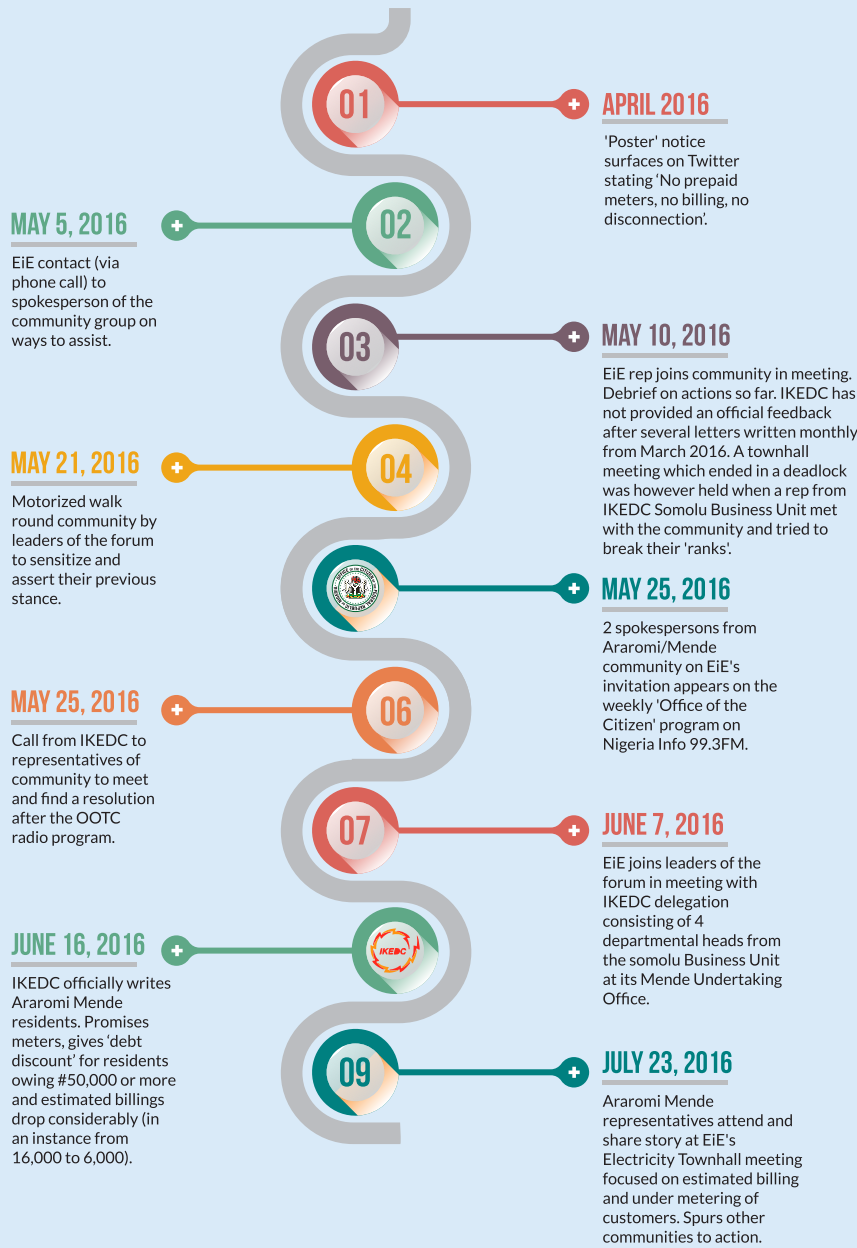 01
APRIL 2016
'Poster' notice
surfaces on Twitter
stating ‘No prepaid
meters, no billing, no
disconnection’.
02
MAY 5, 2016
EiE contact (via
phone call) to
spokesperson of the
community group on
ways to assist.
03
MAY 10, 2016
EiE rep joins community in meeting.
Debrief on actions so far. IKEDC has
not provided an official feedback
after several letters written monthly
from March 2016. A townhall
meeting which ended in a deadlock
was however held when a rep from
IKEDC Somolu Business Unit met
with the community and tried to
break their 'ranks'.
04
MAY 21, 2016
Motorized walk
round community by
leaders of the forum
to sensitize and
assert their previous
stance.
MAY 25, 2016
2 spokespersons from
Araromi/Mende
community on EiE's
invitation appears on the
weekly 'Office of the
Citizen' program on
Nigeria Info 99.3FM.
06
MAY 25, 2016
Call from IKEDC to
representatives of
community to meet
and find a resolution
after the OOTC
radio program.
07
JUNE 7, 2016
EiE joins leaders of the
forum in meeting with
IKEDC delegation
consisting of 4
departmental heads from
the somolu Business Unit
at its Mende Undertaking
Office.
IKEDC
JUNE 16, 2016
IKEDC officially writes
Araromi Mende
residents. Promises
meters, gives ‘debt
discount’ for residents
owing #50,000 or more
and estimated billings
drop considerably (in
an instance from
16,000 to 6,000).
09
JULY 23, 2016
Araromi Mende
representatives attend and
share story at EiE's
Electricity Townhall meeting
focused on estimated billing
and under metering of
customers. Spurs other
communities to action.